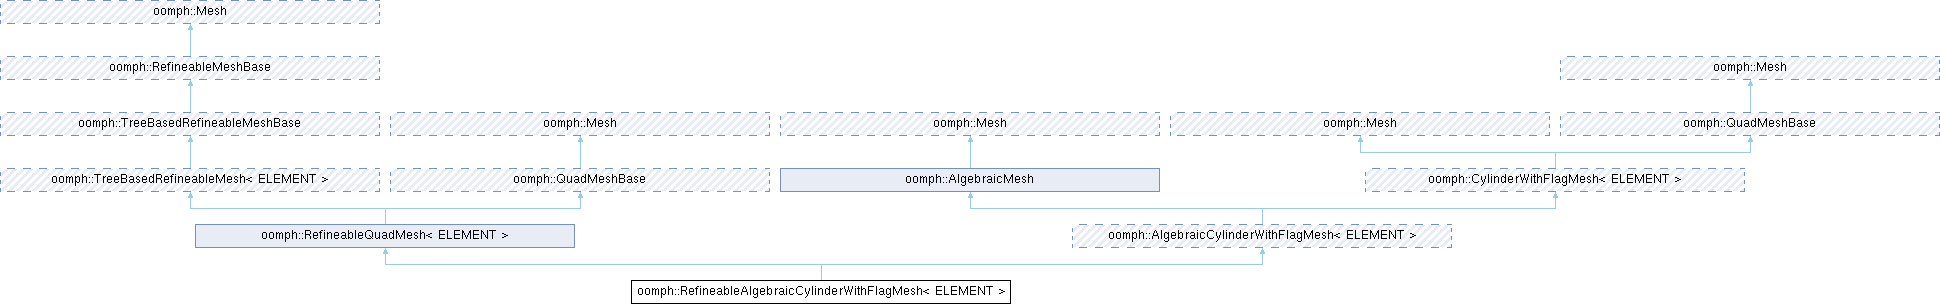 oomph::Mesh
oomph::RefineableMeshBase
oomph::Mesh
oomph::TreeBasedRefineableMeshBase
oomph::Mesh
oomph::Mesh
oomph::Mesh
oomph::QuadMeshBase
oomph::TreeBasedRefineableMesh< ELEMENT >
oomph::QuadMeshBase
oomph::AlgebraicMesh
oomph::CylinderWithFlagMesh< ELEMENT >
oomph::RefineableQuadMesh< ELEMENT >
oomph::AlgebraicCylinderWithFlagMesh< ELEMENT >
oomph::RefineableAlgebraicCylinderWithFlagMesh< ELEMENT >